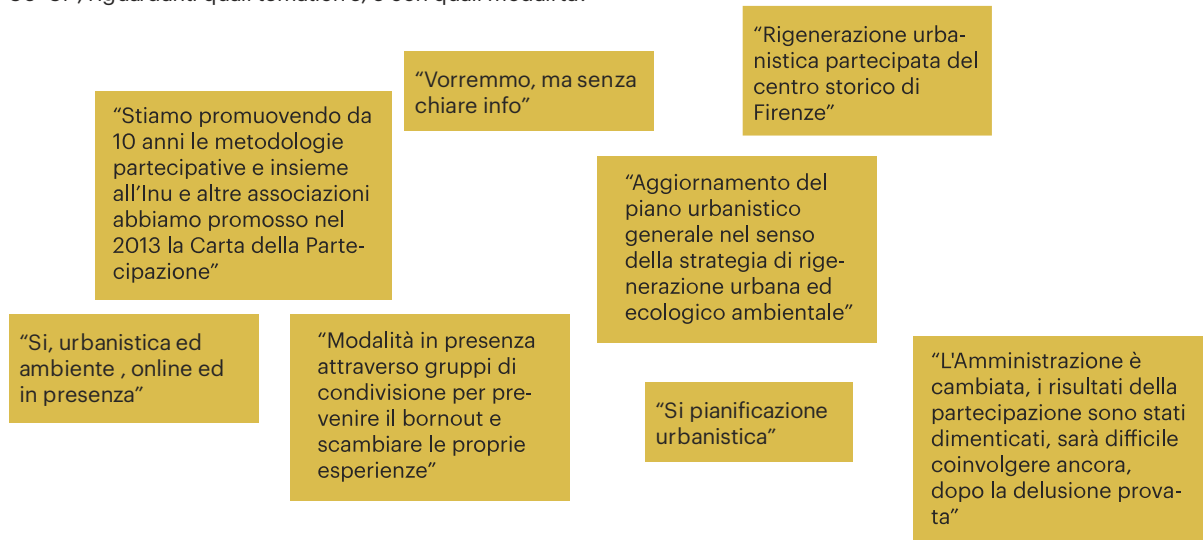 “Rigenerazione urba-
nistica partecipata del
centro storico di
Firenze”
“Vorremmo, ma senza
chiare info”
“Stiamo promuovendo da
10 anni le metodologie
partecipative e insieme
all’Inu e altre associazioni
abbiamo promosso nel
2013 la Carta della Parte-
cipazione”
“Aggiornamento del
piano urbanistico
generale nel senso
della strategia di rige-
nerazione urbana ed
ecologico ambientale”
“Si, urbanistica ed
ambiente , online ed
in presenza”
“Modalità in presenza
attraverso gruppi di
condivisione per pre-
venire il bornout e
scambiare le proprie
esperienze”
“Si pianificazione
urbanistica”
“L'Amministrazione è
cambiata, i risultati della
partecipazione sono stati
dimenticati, sarà difficile
coinvolgere ancora,
dopo la delusione prova-
ta”